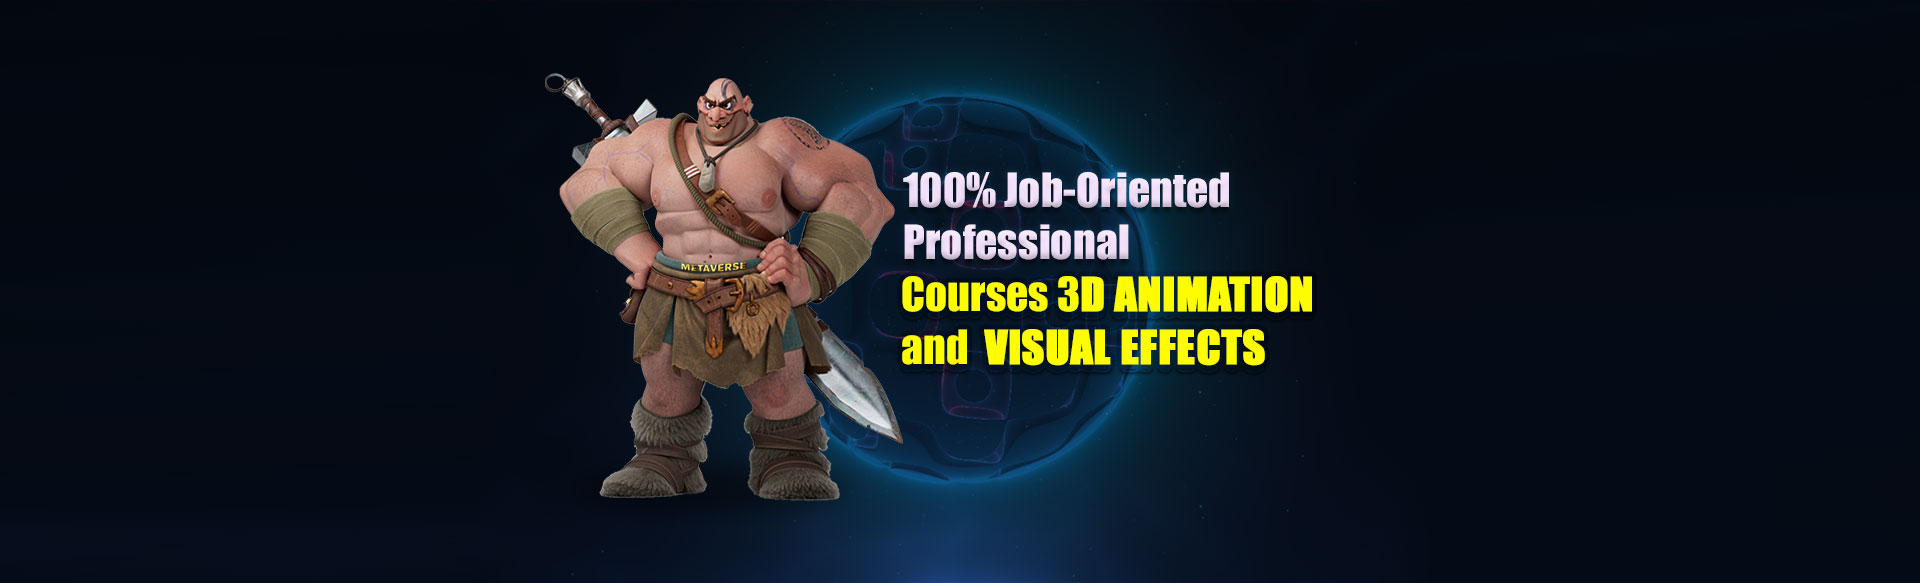 METAVERSE
100% Job-Oriented
Professional
Courses 3D ANIMATION
and VISUAL EFFECTS